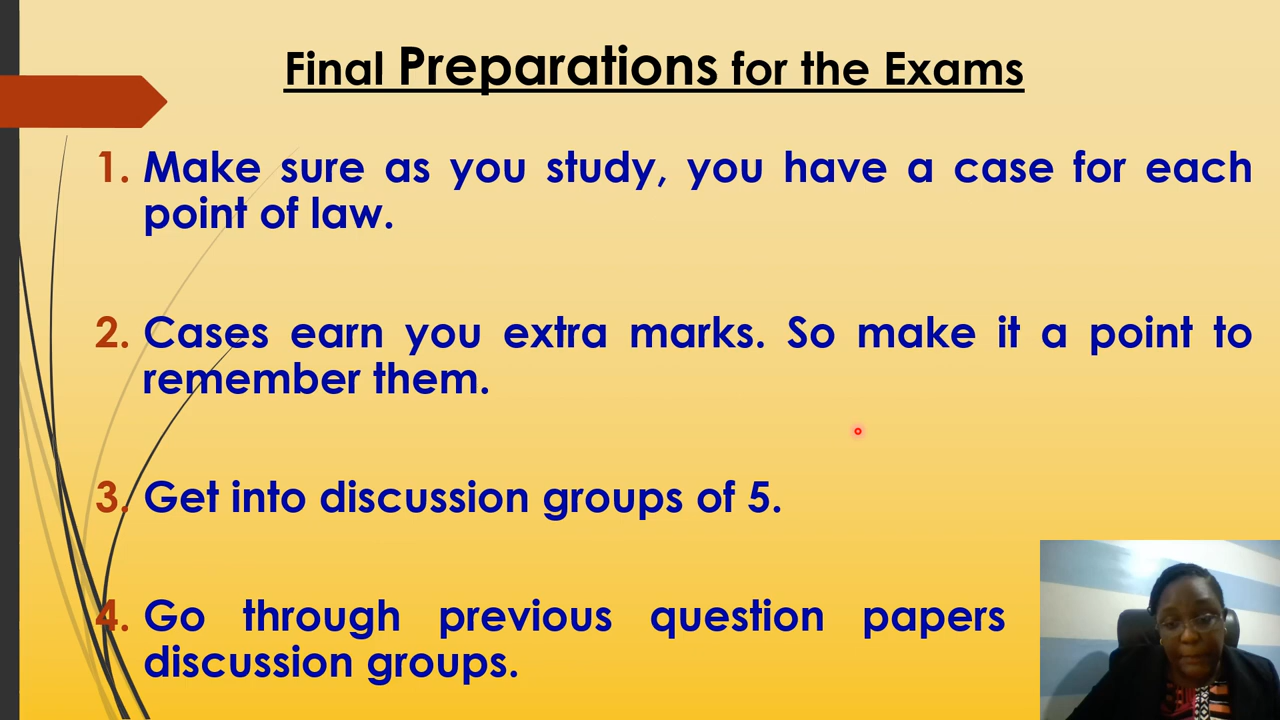 Final Preparations for the Exams
1. Make sure as you study, you have a case for each
point of law.
2. Cases earn you extra marks. So make it a point to
remember them.
3. Get into discussion groups of 5.
4. Go through previous question papers
discussion groups.